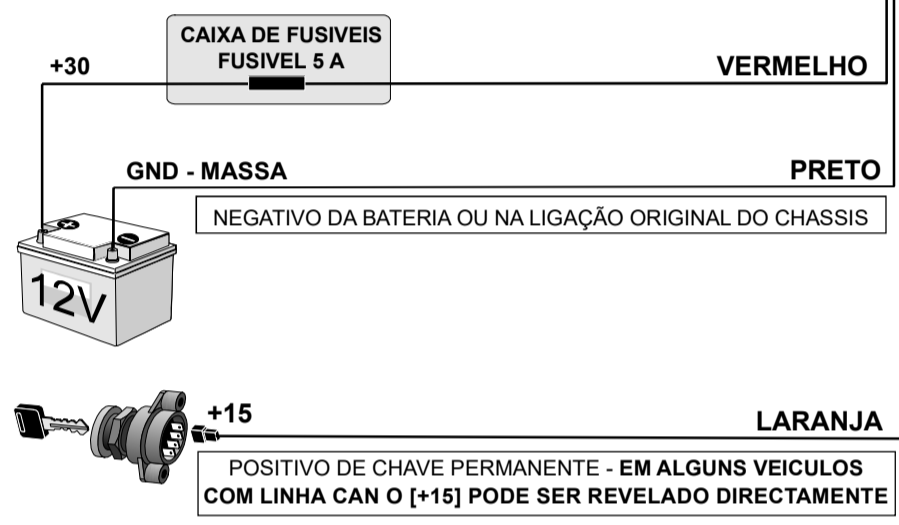 CAIXA DE FUSIVEIS
FUSIVEL 5 A
+30
VERMELHO
GND - MASSA
PRETO
NEGATIVO DA BATERIA OU NA LIGAÇÃO ORIGINAL DO CHASSIS
12V
+15
LARANJA
POSITIVO DE CHAVE PERMANENTE - EM ALGUNS VEICULOS
COM LINHA CAN O [+15] PODE SER REVELADO DIRECTAMENTE